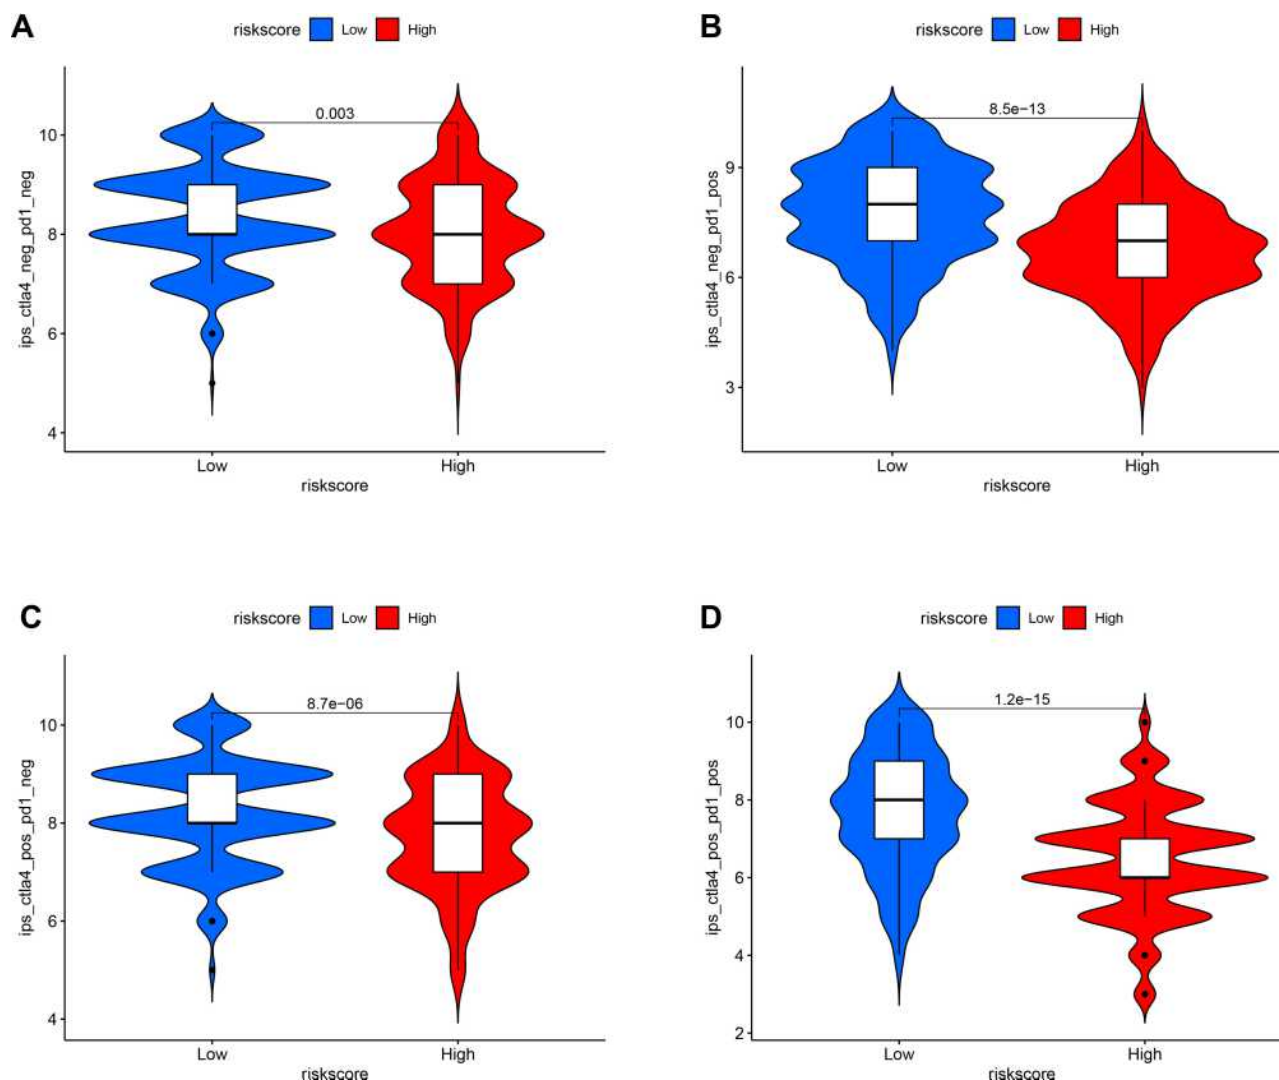 A
riskscore Low High
ips_ctla4_neg_pd1_neg
10
8
6
4
0.003
Low High
riskscore
B
riskscore Low High
ips_ctla4_neg_pd1_pos
9
6
3
8.5e−13
Low High
riskscore
C
riskscore Low High
ips_ctla4_pos_pd1_neg
10
8
6
4
8.7e−06
Low High
riskscore
D
riskscore Low High
ips_ctla4_pos_pd1_pos
10
8
6
4
2
1.2e−15
Low High
riskscore